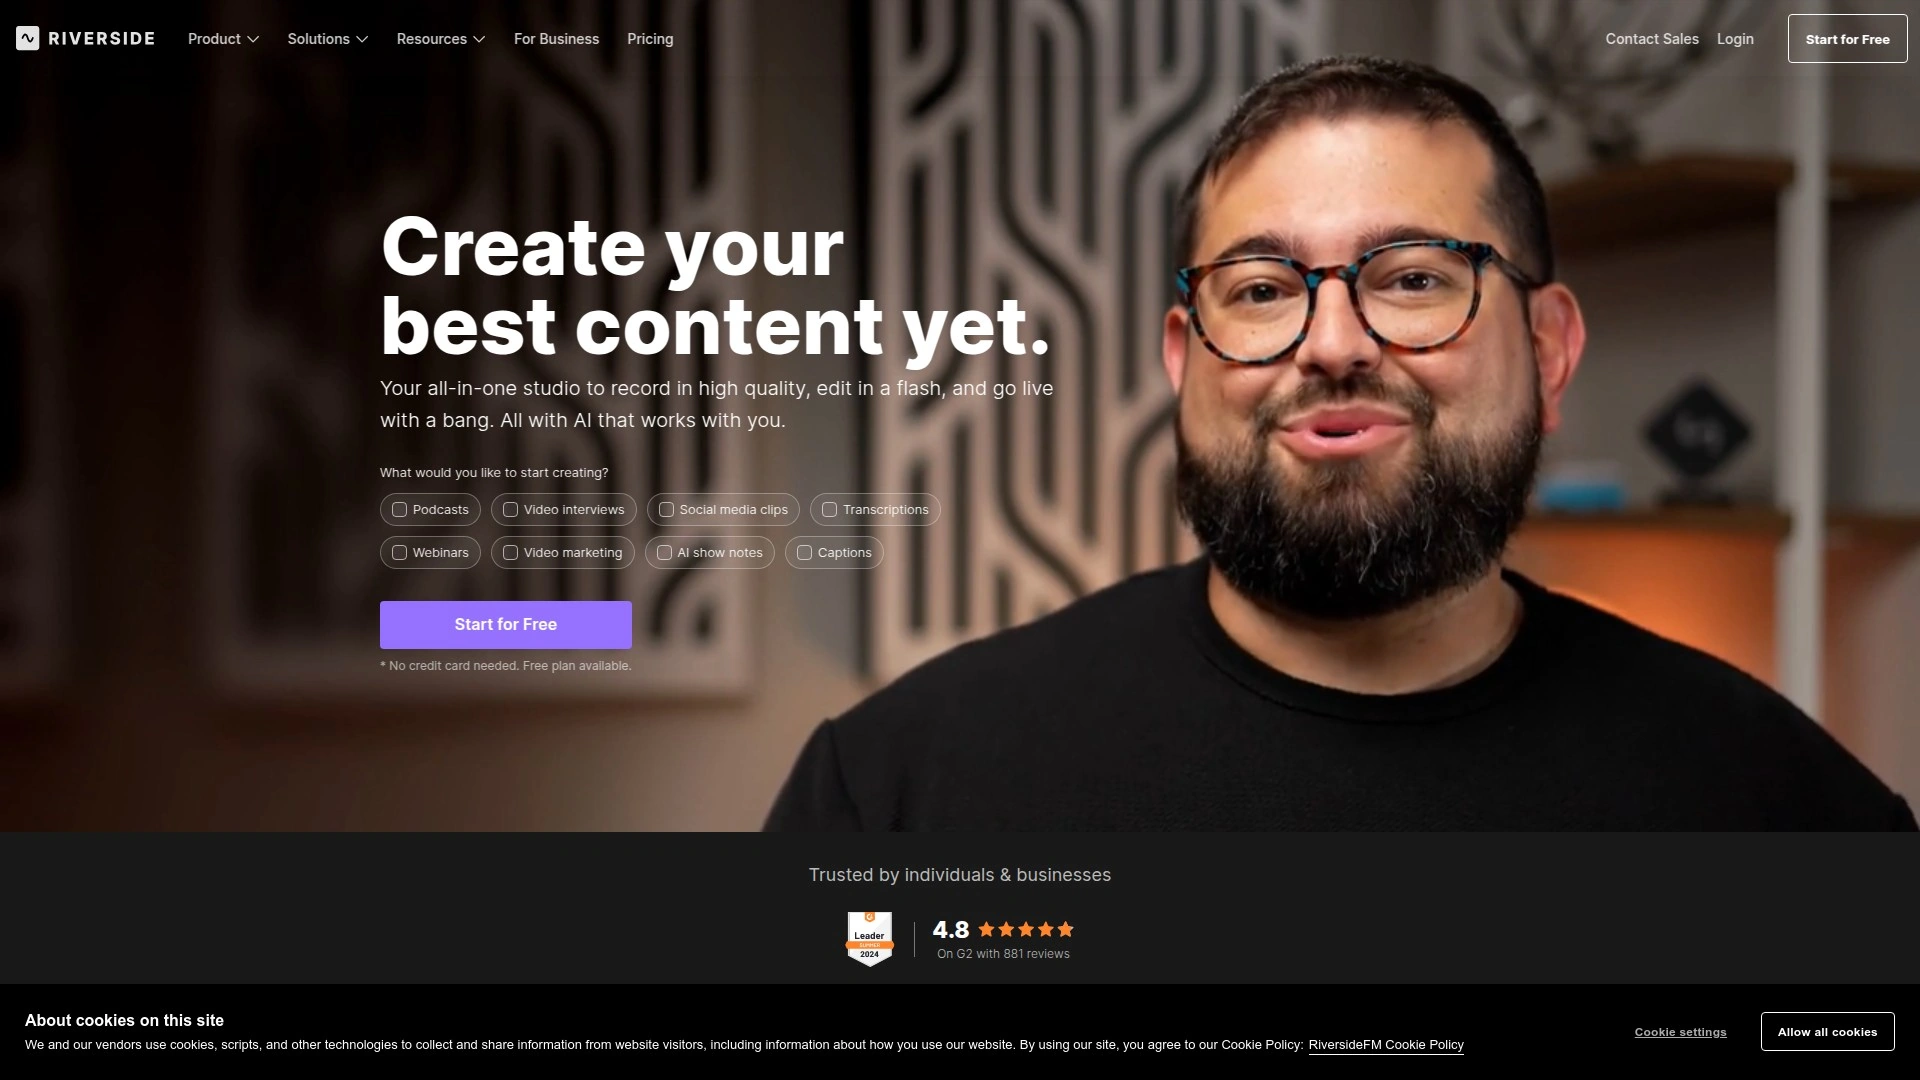 RIVERSIDE
Product
Solutions
Resources
For Business
Pricing
Contact Sales
Login
Start for Free
Create your
best content yet.
Your all-in-one studio to record in high quality, edit in a flash, and go live
with a bang. All with AI that works with you.
What would you like to start creating?
Podcasts
Video interviews
Social media clips
Transcriptions
Webinars
Video marketing
AI show notes
Captions
Start for Free
* No credit card needed. Free plan available.
Trusted by individuals & businesses
Leader
SUMMER
2024
4.8
On G2 with 881 reviews
About cookies on this site
We and our vendors use cookies, scripts, and other technologies to collect and share information from website visitors, including information about how you use our website. By using our site, you agree to our Cookie Policy: RiversideFM Cookie Policy
Cookie settings
Allow all cookies